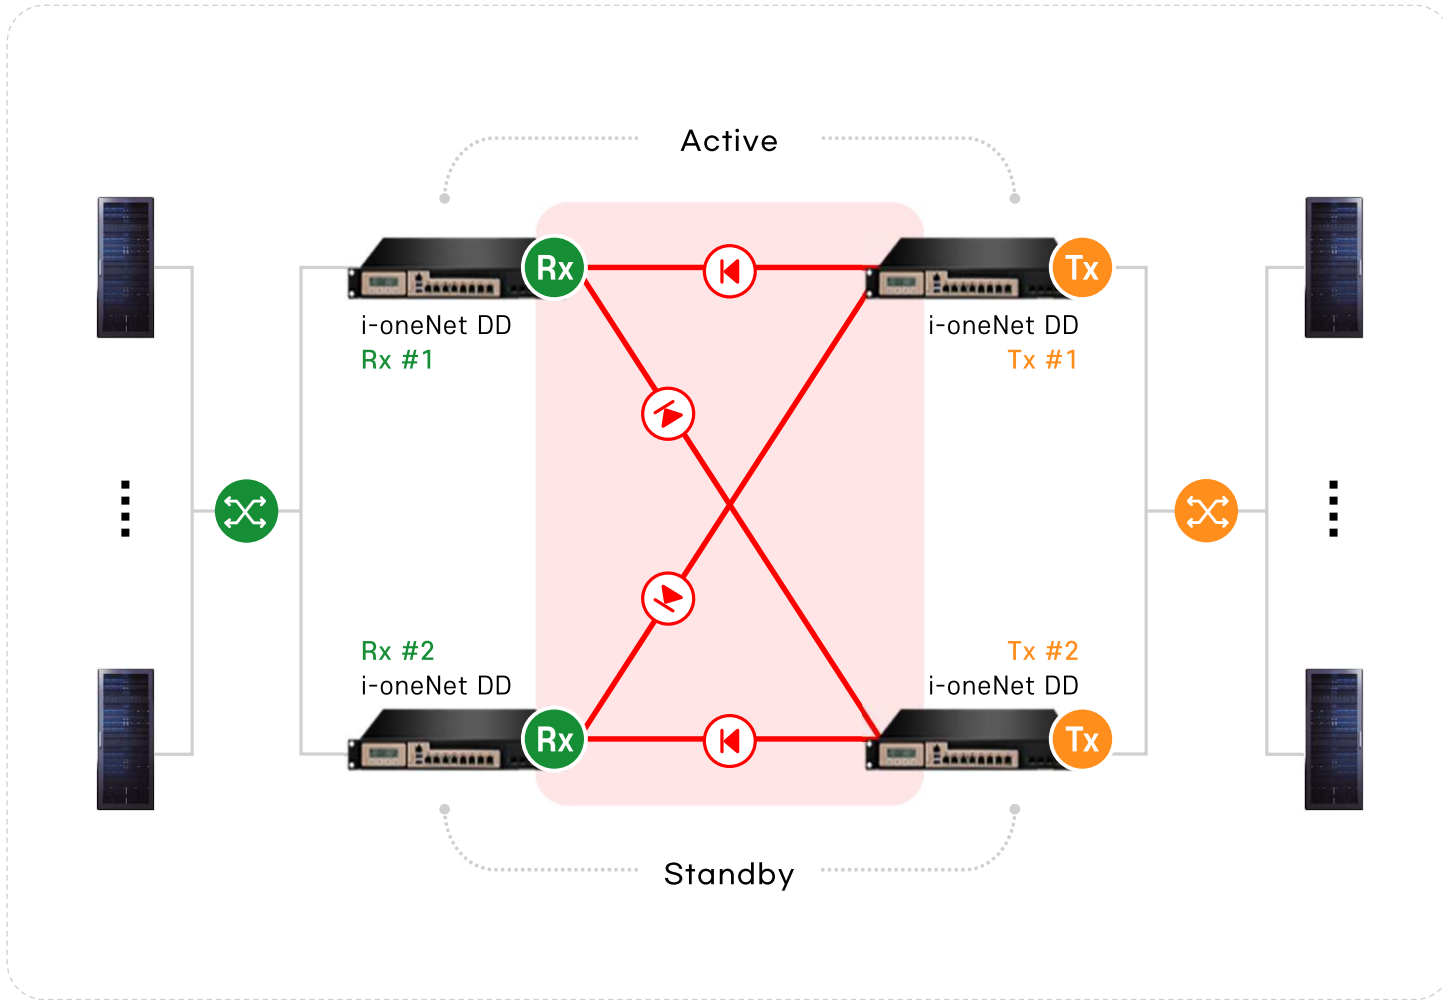 Active
Rx
Tx
i-oneNet DD
Rx #1
i-oneNet DD
Tx #1
Rx #2
i-oneNet DD
Tx #2
i-oneNet DD
Rx
Tx
Standby